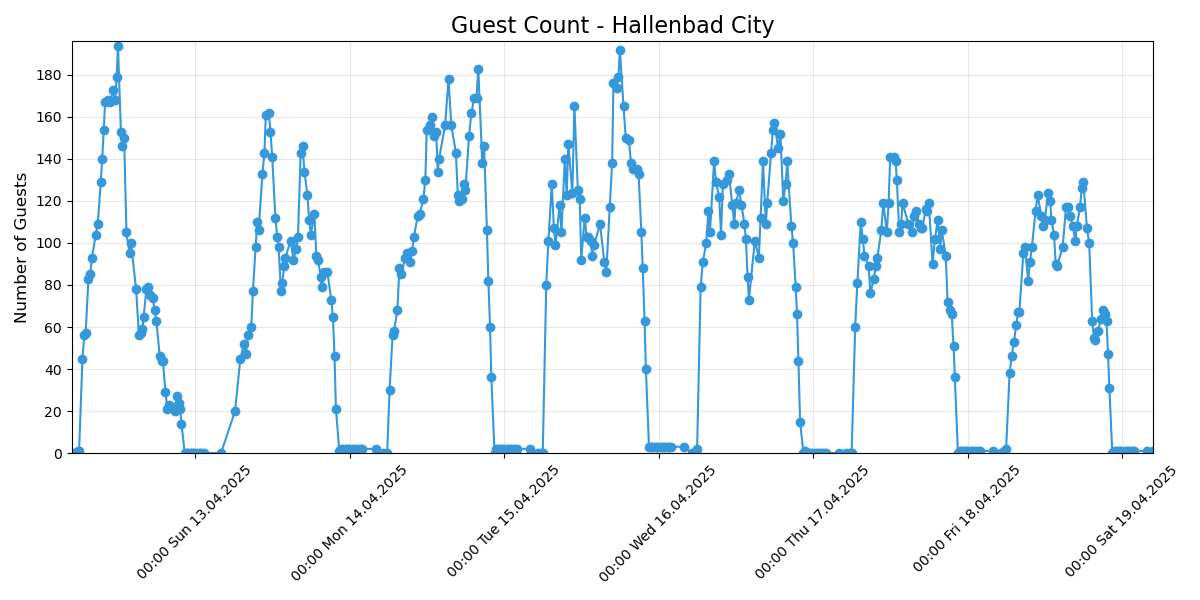 Guest Count - Hallenbad City
Number of Guests
180
160
140
120
100
80
60
40
20
0
00:00 Sun 13.04.2025
00:00 Mon 14.04.2025
00:00 Tue 15.04.2025
00:00 Wed 16.04.2025
00:00 Thu 17.04.2025
00:00 Fri 18.04.2025
00:00 Sat 19.04.2025